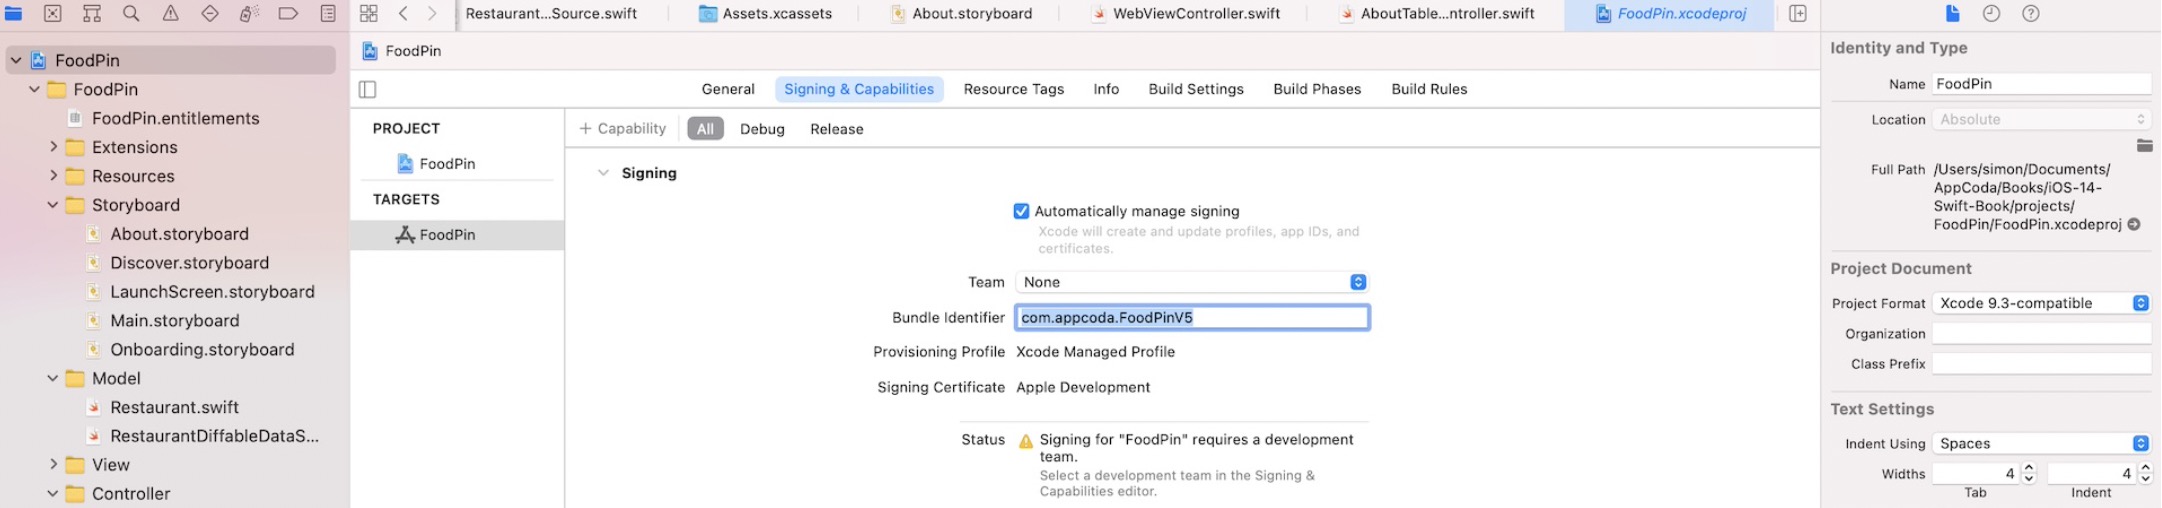 Restaurant...Source.swift
Assets.xcassets
About.storyboard
WebViewController.swift
AboutTable...ntroller.swift
FoodPin.xcodeproj
FoodPin
FoodPin
FoodPin.entitlements
Extensions
Resources
Storyboard
About.storyboard
Discover.storyboard
LaunchScreen.storyboard
Main.storyboard
Onboarding.storyboard
Model
Restaurant.swift
RestaurantDiffableDataS...
View
Controller
FoodPin
General
Signing & Capabilities
Resource Tags
Info
Build Settings
Build Phases
Build Rules
PROJECT
FoodPin
TARGETS
FoodPin
+ Capability
All
Debug
Release
Signing
Automatically manage signing
Xcode will create and update profiles, app IDs, and
certificates.
Team None
Bundle Identifier com.appcoda.FoodPinV5
Provisioning Profile Xcode Managed Profile
Signing Certificate Apple Development
Status Signing for "FoodPin" requires a development
team.
Select a development team in the Signing &
Capabilities editor.
Identity and Type
Name FoodPin
Location Absolute
Full Path /Users/simon/Documents/
AppCoda/Books/iOS-14-
Swift-Book/projects/
FoodPin/FoodPin.xcodeproj
Project Document
Project Format Xcode 9.3-compatible
Organization
Class Prefix
Text Settings
Indent Using Spaces
Widths 4 4
Tab Indent